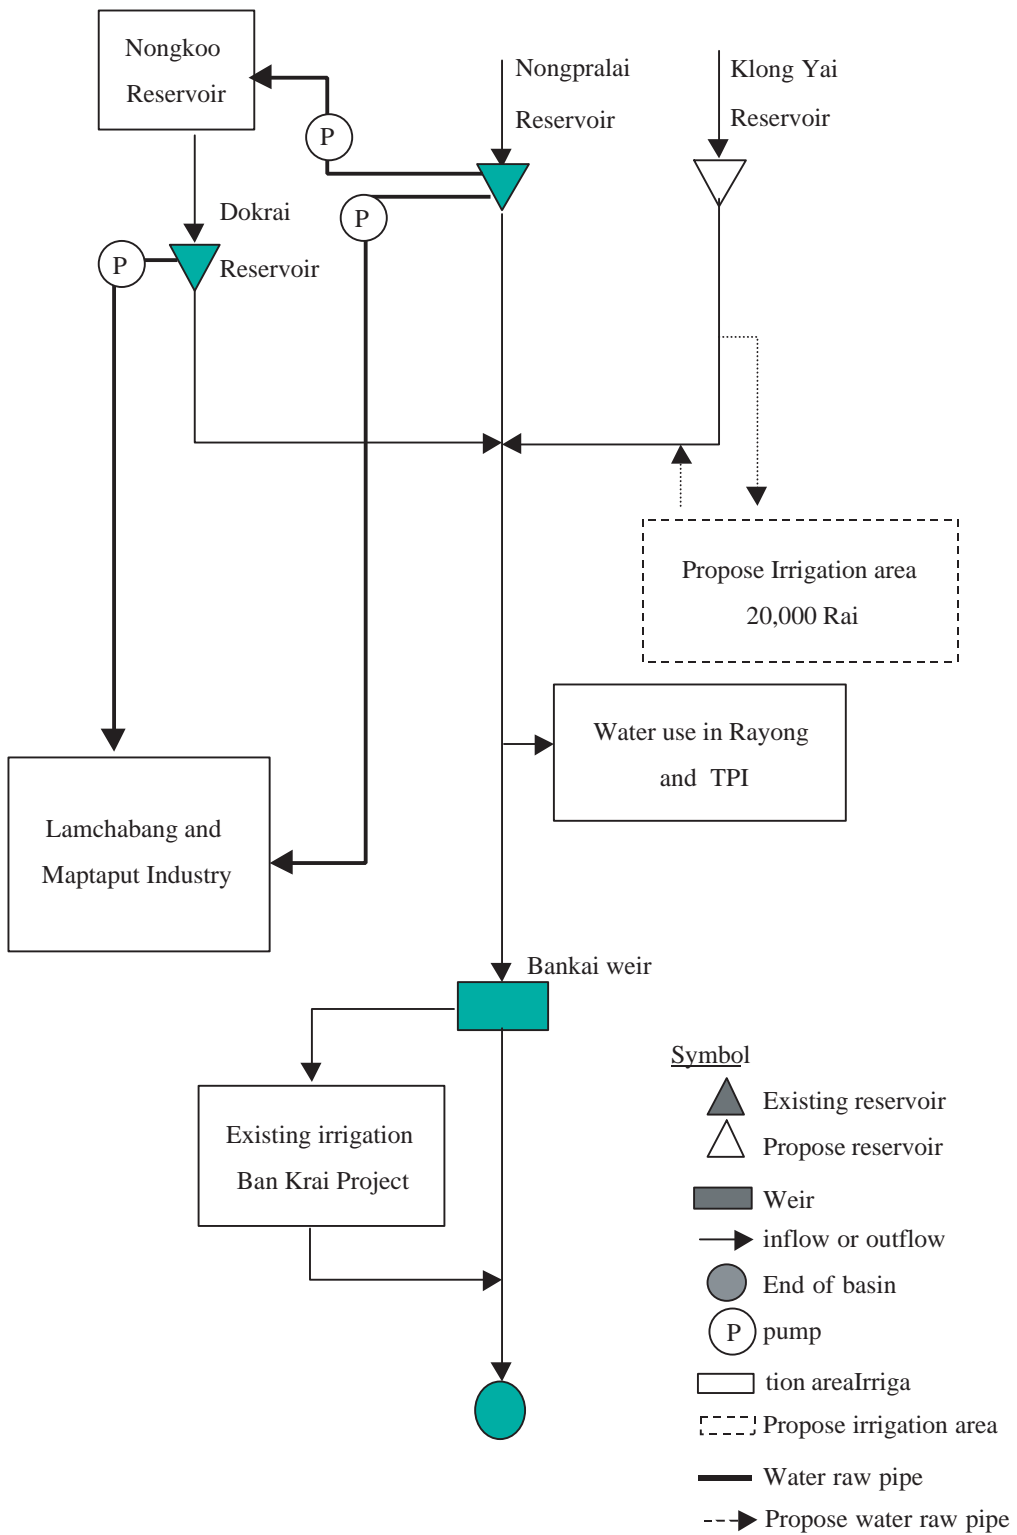 Nongkoo
Reservoir
Nongpralai
Reservoir
Klong Yai
Reservoir
P
P
Dokrai
Reservoir
P
Propose Irrigation area
20,000 Rai
Water use in Rayong
and TPI
Lamchabang and
Maptaput Industry
Bankai weir
Existing irrigation
Ban Krai Project
Symbol
Existing reservoir
Propose reservoir
Weir
inflow or outflow
End of basin
P pump
tion areaIrriga
Propose irrigation area
Water raw pipe
Propose water raw pipe